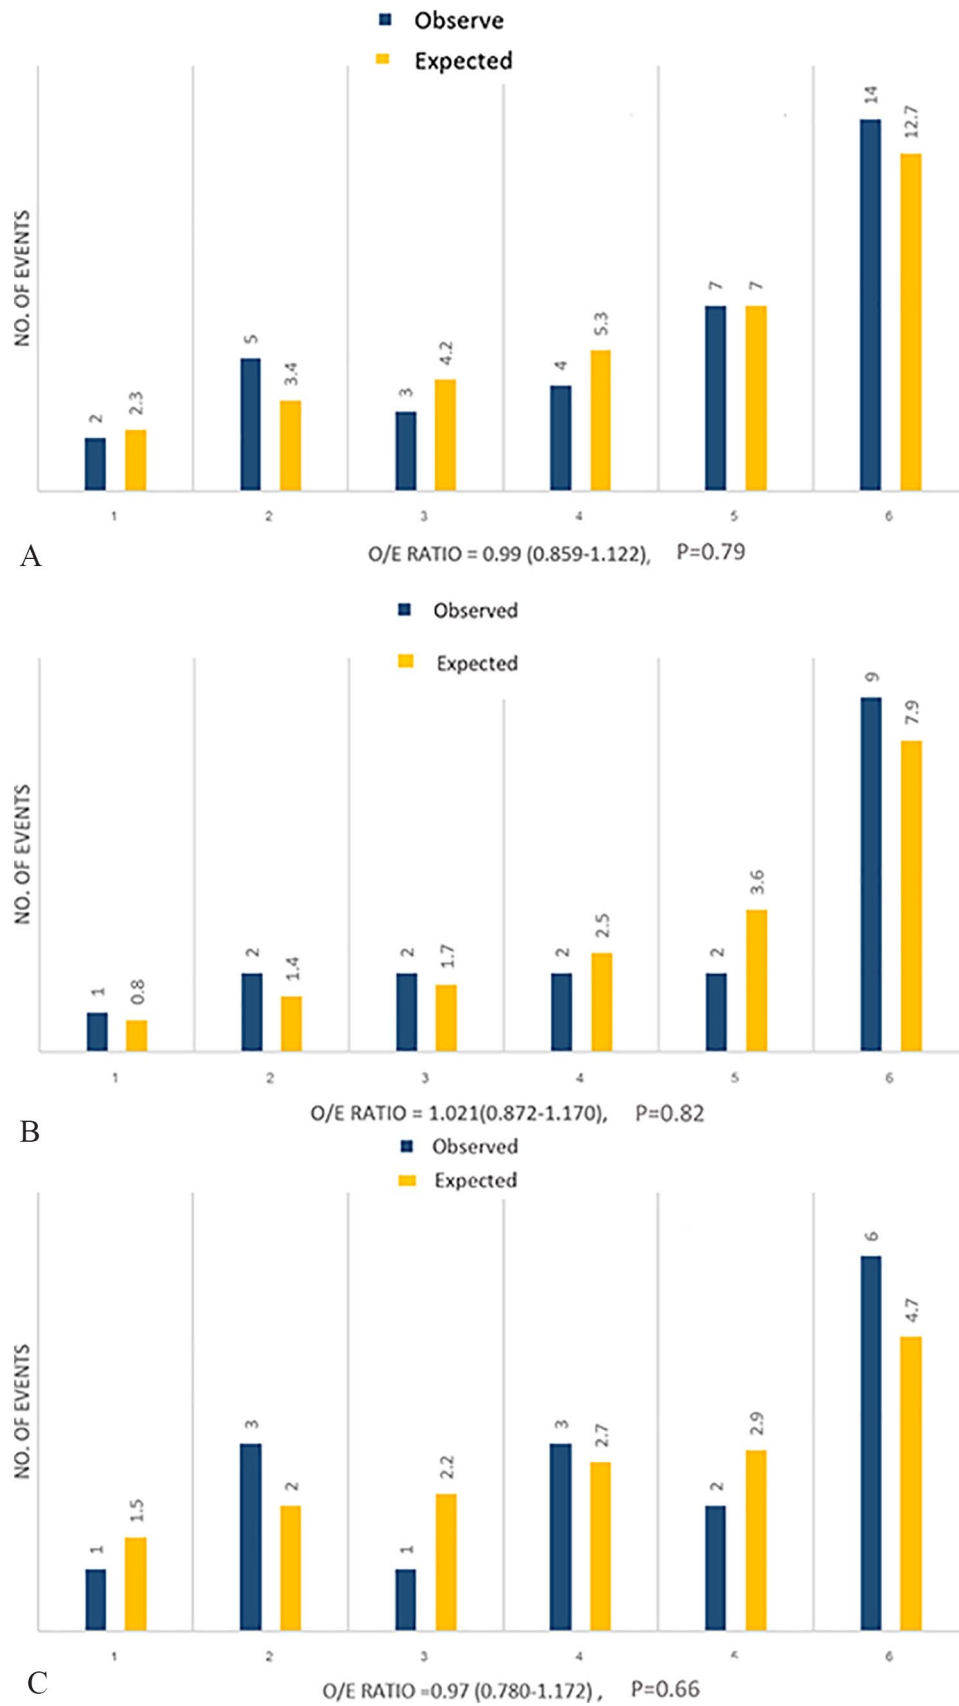 Observe
Expected
NO. OF EVENTS
2 2.3 5 3.4 3 4.2 4 5.3 7 7 14 12.7
1 2 3 4 5 6
A
O/E RATIO = 0.99 (0.859-1.122), P=0.79
Observed
Expected
NO. OF EVENTS
1 0.8 2 1.4 2 1.7 2 2.5 2 3.6 9 7.9
1 2 3 4 5 6
O/E RATIO = 1.021(0.872-1.170), P=0.82
B
Observed
Expected
NO. OF EVENTS
1 1.5 3 2 1 2.2 3 2.7 2 2.9 6 4.7
1 2 3 4 5 6
C
O/E RATIO =0.97 (0.780-1.172) , P=0.66